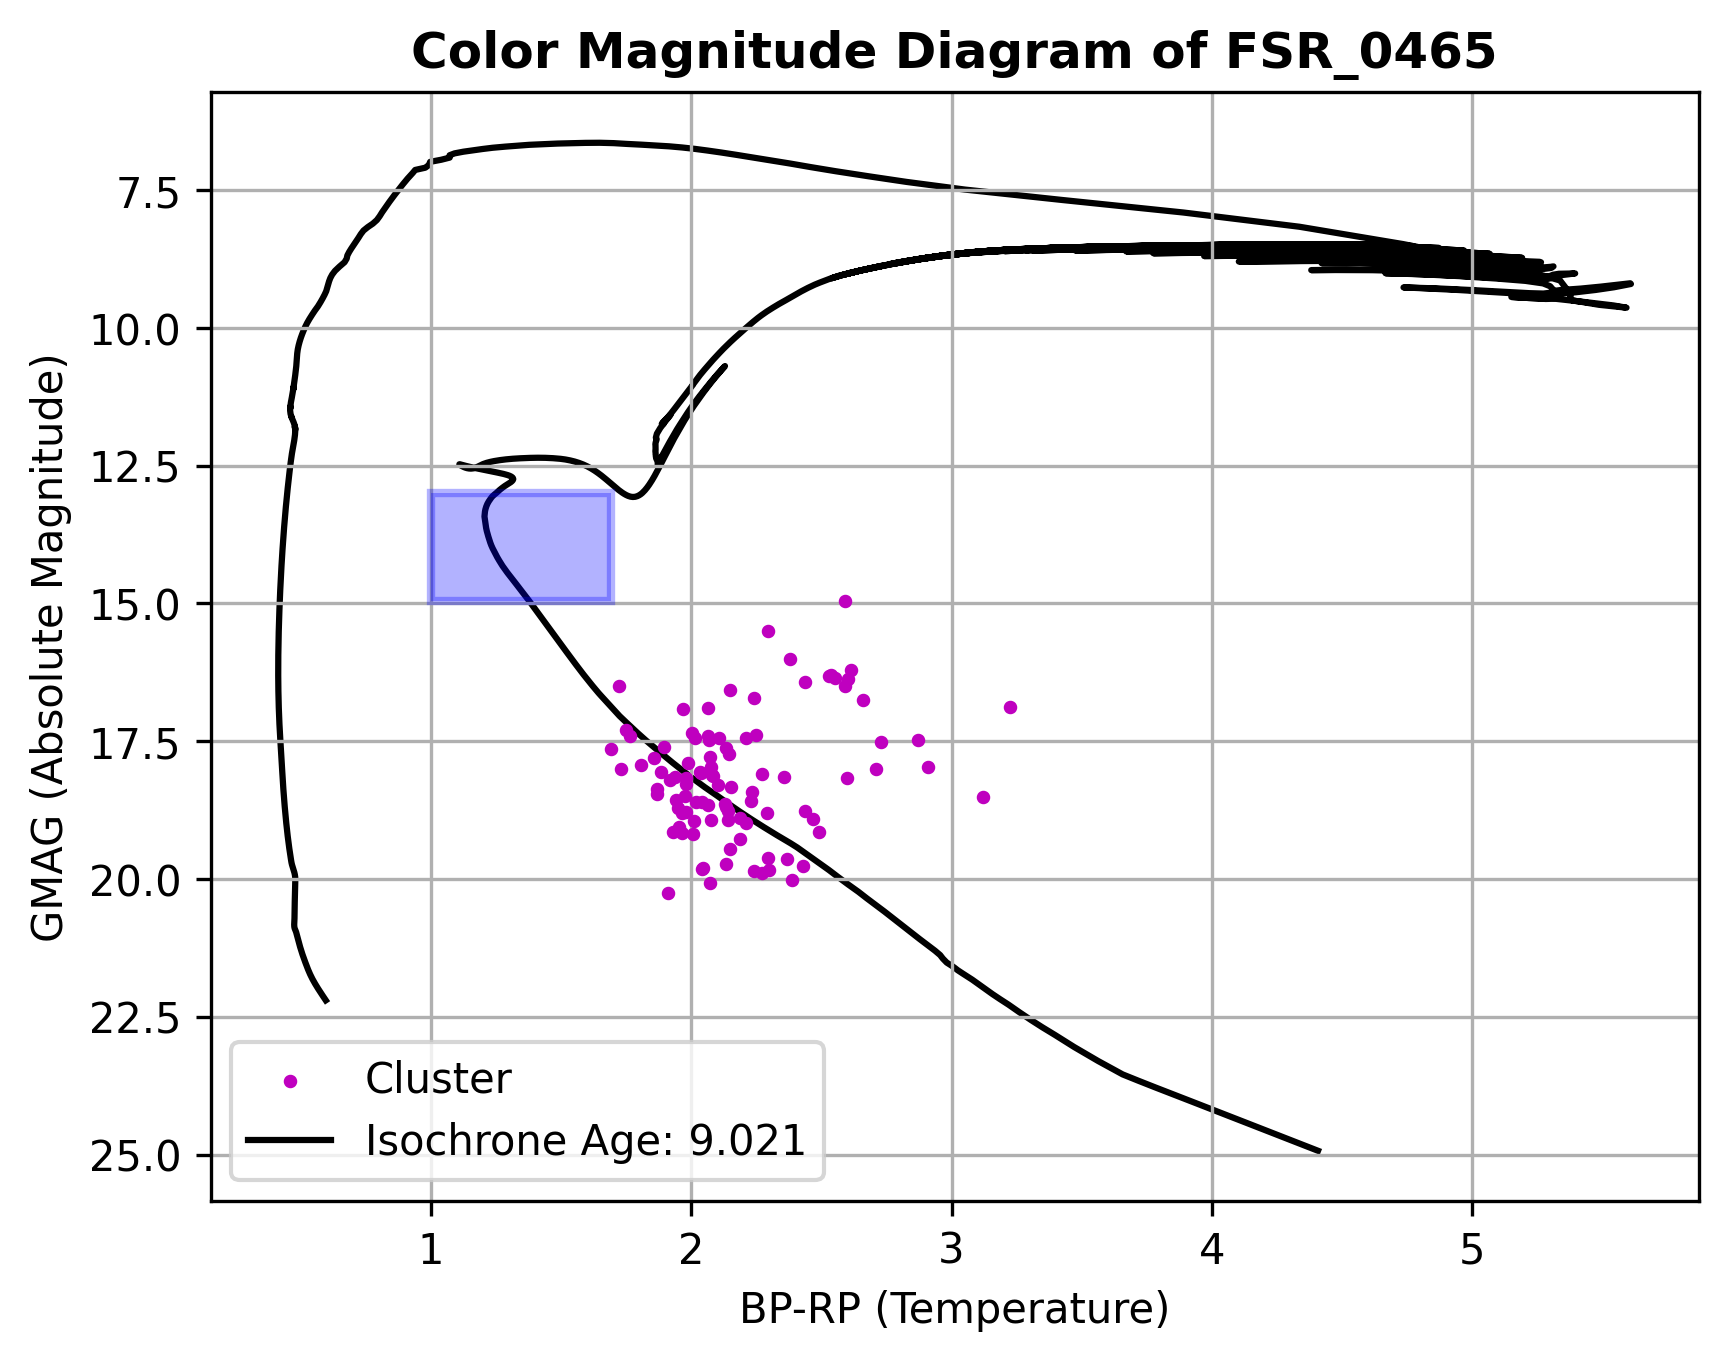 Color Magnitude Diagram of FSR_0465
GMAG (Absolute Magnitude)
7.5
10.0
12.5
15.0
17.5
20.0
22.5
25.0
Cluster
Isochrone Age: 9.021
1
2
3
4
5
BP-RP (Temperature)